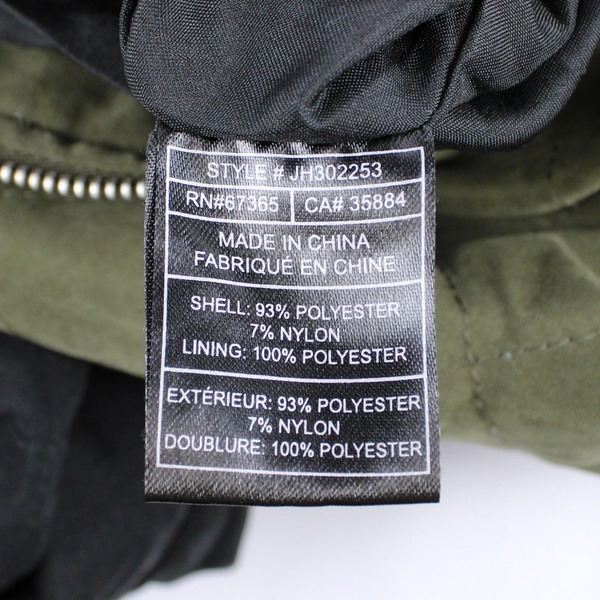 STYLE # JH302253
RN#67365 CA# 35884
MADE IN CHINA
FABRIQUÉ EN CHINE
SHELL: 93% POLYESTER
7% NYLON
LINING: 100% POLYESTER
EXTÉRIEUR: 93% POLYESTER
7% NYLON
DOUBLURE: 100% POLYESTER